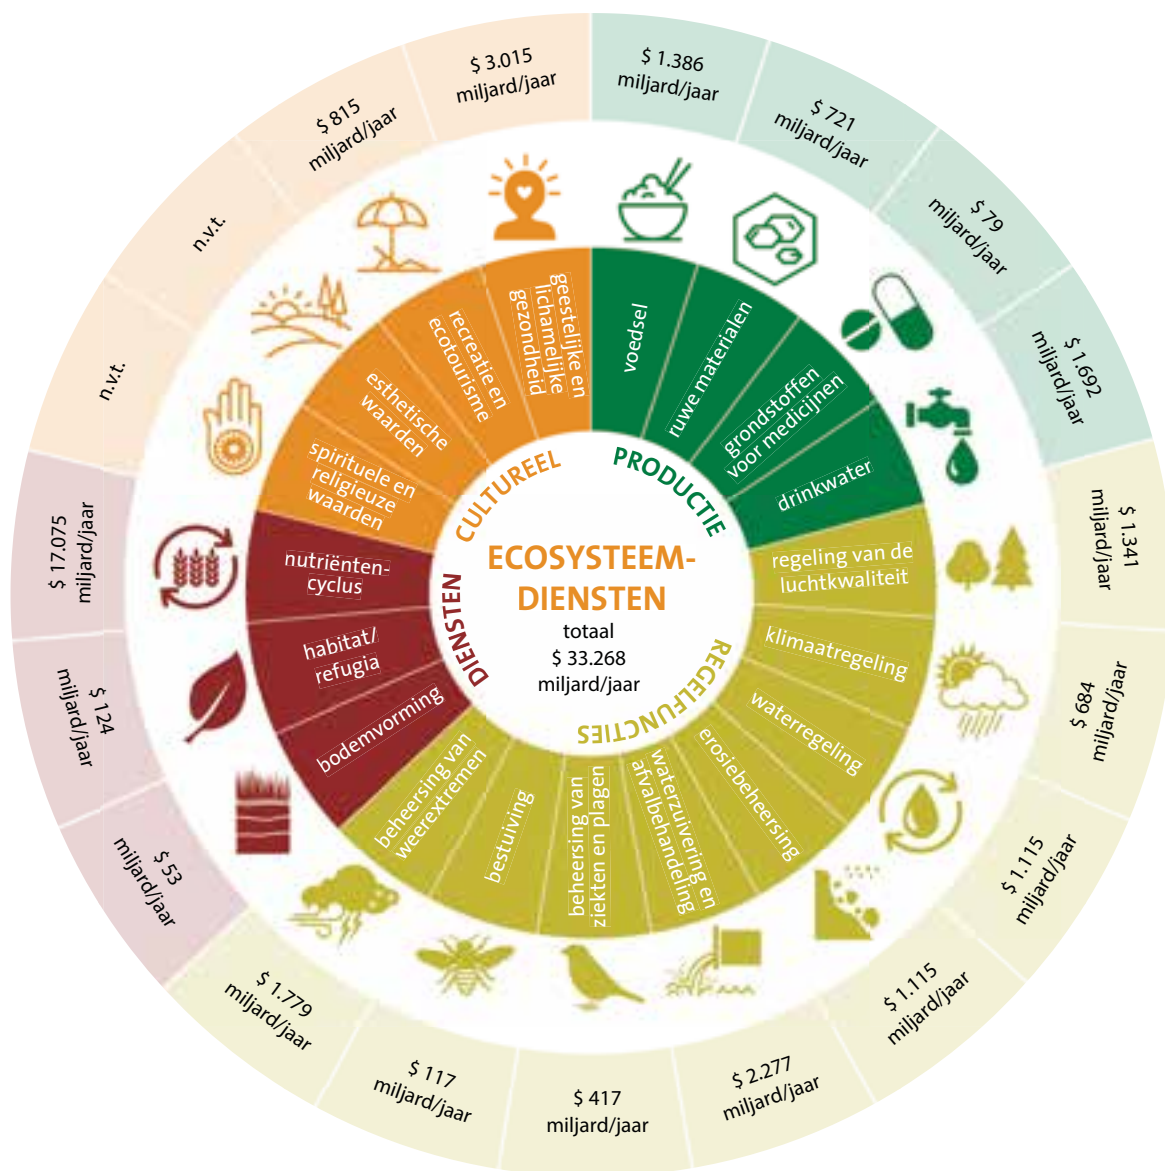 $ 3.015
miljard/jaar
$ 1.386
miljard/jaar
$ 721
miljard/jaar
$ 79
miljard/jaar
$ 1.692
miljard/jaar
$ 1.341
miljard/jaar
$ 684
miljard/jaar
$ 1.115
miljard/jaar
$ 1.115
miljard/jaar
$ 2.277
miljard/jaar
$ 417
miljard/jaar
$ 117
miljard/jaar
$ 1.779
miljard/jaar
$ 53
miljard/jaar
$ 124
miljard/jaar
$ 17.075
miljard/jaar
n.v.t.
n.v.t.
$ 815
miljard/jaar
geestelijke en
lichamelijke
gezondheid
voedsel
ruwe materialen
grondstoffen
voor medicijnen
drinkwater
regeling van de
luchtkwaliteit
klimaatregeling
waterregeling
erosiebeheersing
waterzuivering en
afvalbehandeling
beheersing van
ziekten en plagen
bestuiving
beheersing van
weerextremen
bodemvorming
habitat/
refugia
nutriënten-
cyclus
spirituele en
religieuze
waarden
esthetische
waarden
recreatie en
ecotourisme
CULTUREEL
PRODUCTIE
REGELFUNCTIES
DIENSTEN
ECOSYSTEEM-
DIENSTEN
totaal
$ 33.268
miljard/jaar